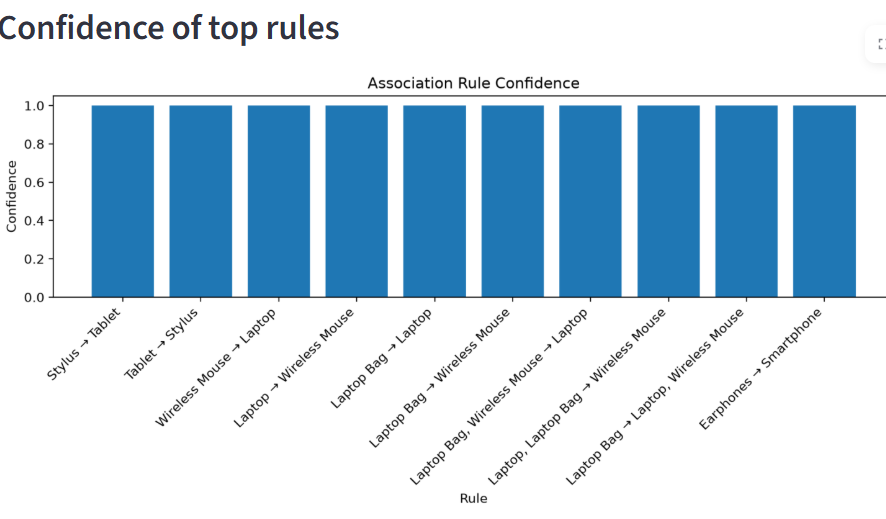 Confidence of top rules
Association Rule Confidence
Confidence
1.0
0.8
0.6
0.4
0.2
0.0
Stylus → Tablet
Tablet → Stylus
Wireless Mouse → Laptop
Laptop → Wireless Mouse
Laptop Bag → Laptop
Laptop Bag → Wireless Mouse
Laptop Bag, Wireless Mouse → Laptop
Laptop, Laptop Bag → Wireless Mouse
Laptop Bag → Laptop, Wireless Mouse
Earphones → Smartphone
Rule